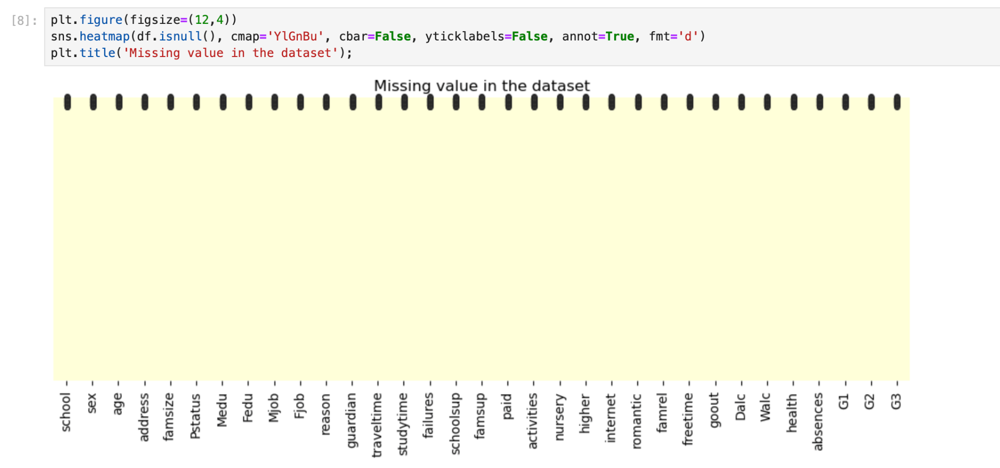 [8]:
plt.figure(figsize=(12,4))
sns.heatmap(df.isnull(), cmap='YlGnBu', cbar=False, yticklabels=False, annot=True, fmt='d')
plt.title('Missing value in the dataset');
Missing value in the dataset
school
sex
age
address
famsize
Pstatus
Medu
Fedu
Mjob
Fjob
reason
guardian
traveltime
studytime
failures
schoolsup
famsup
paid
activities
nursery
higher
internet
romantic
famrel
freetime
goout
Dalc
Walc
health
absences
G1
G2
G3